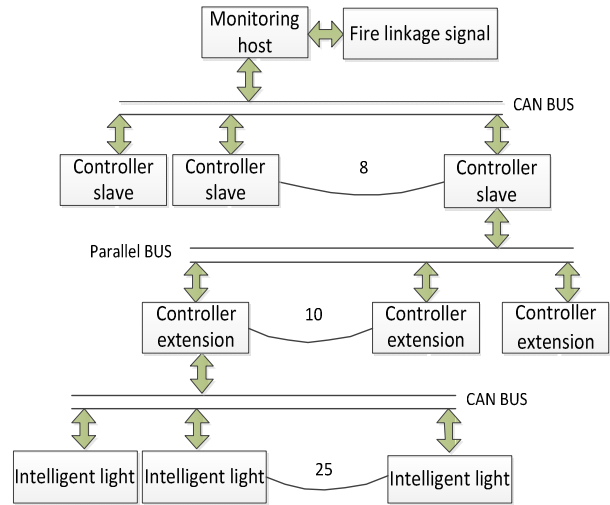 Monitoring
host
Fire linkage signal
CAN BUS
Controller
slave
Controller
slave
8
Controller
slave
Parallel BUS
Controller
extension
10
Controller
extension
Controller
extension
CAN BUS
Intelligent light
Intelligent light
25
Intelligent light